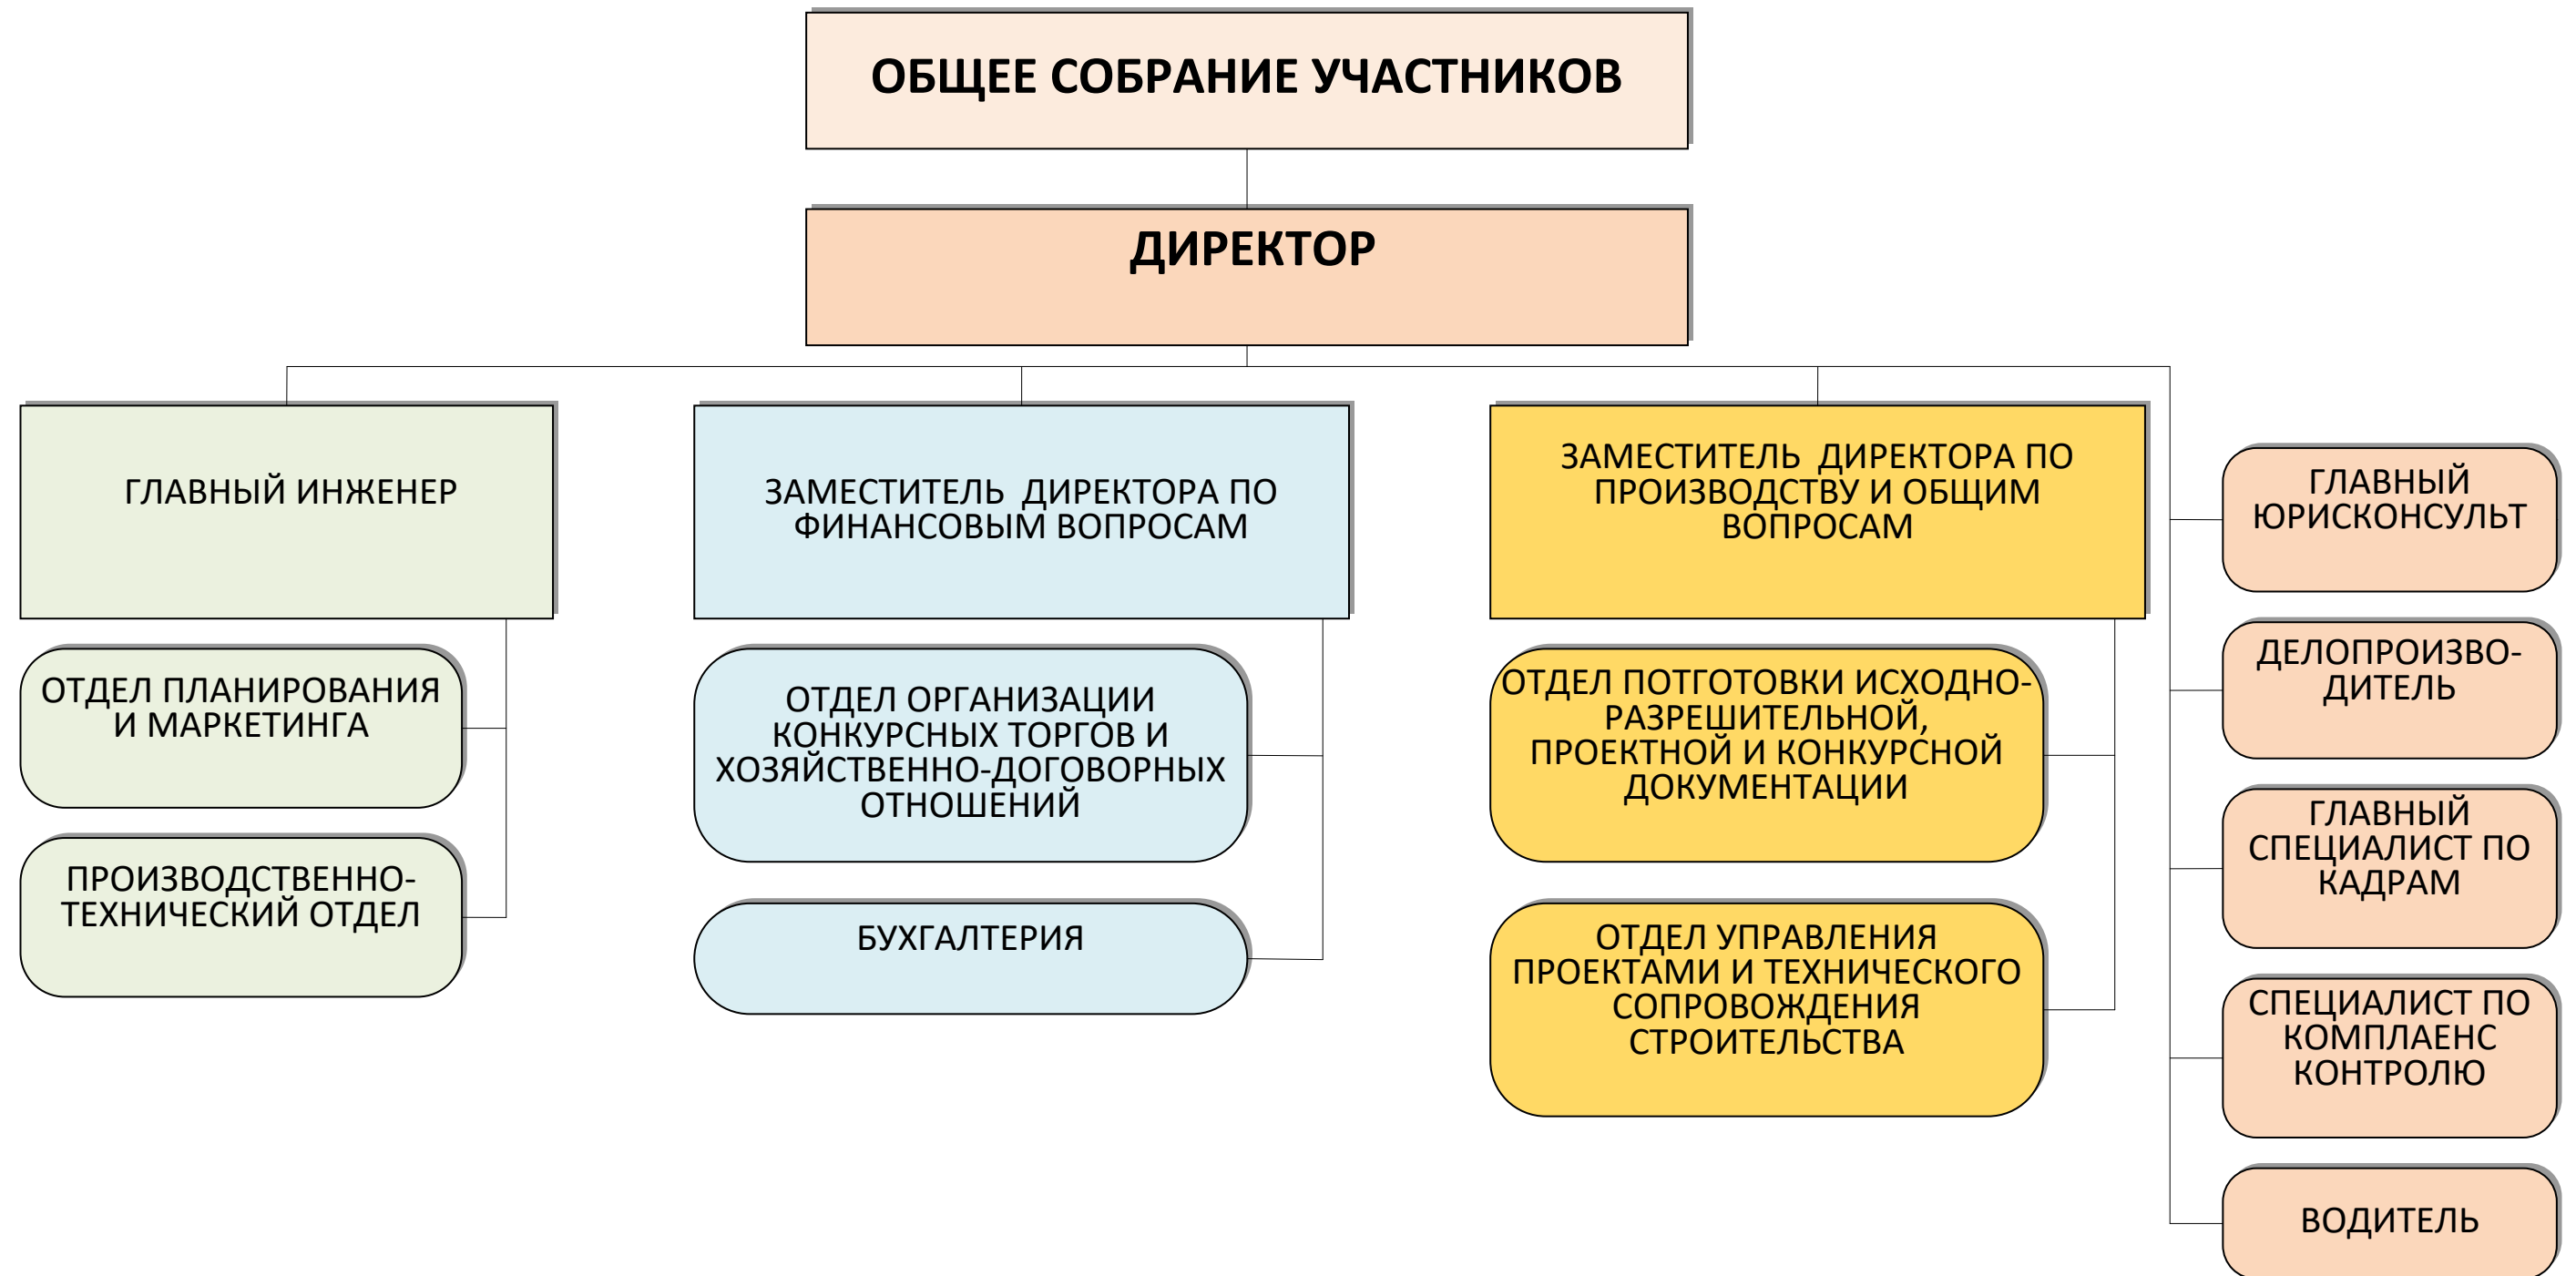 ОБЩЕЕ СОБРАНИЕ УЧАСТНИКОВ
ДИРЕКТОР
ГЛАВНЫЙ ИНЖЕНЕР
ОТДЕЛ ПЛАНИРОВАНИЯ
И МАРКЕТИНГА
ПРОИЗВОДСТВЕННО-
ТЕХНИЧЕСКИЙ ОТДЕЛ
ЗАМЕСТИТЕЛЬ ДИРЕКТОРА ПО
ФИНАНСОВЫМ ВОПРОСАМ
ОТДЕЛ ОРГАНИЗАЦИИ
КОНКУРСНЫХ ТОРГОВ И
ХОЗЯЙСТВЕННО-ДОГОВОРНЫХ
ОТНОШЕНИЙ
БУХГАЛТЕРИЯ
ЗАМЕСТИТЕЛЬ ДИРЕКТОРА ПО
ПРОИЗВОДСТВУ И ОБЩИМ
ВОПРОСАМ
ОТДЕЛ ПОТГОТОВКИ ИСХОДНО-
РАЗРЕШИТЕЛЬНОЙ,
ПРОЕКТНОЙ И КОНКУРСНОЙ
ДОКУМЕНТАЦИИ
ОТДЕЛ УПРАВЛЕНИЯ
ПРОЕКТАМИ И ТЕХНИЧЕСКОГО
СОПРОВОЖДЕНИЯ
СТРОИТЕЛЬСТВА
ГЛАВНЫЙ
ЮРИСКОНСУЛЬТ
ДЕЛОПРОИЗВО-
ДИТЕЛЬ
ГЛАВНЫЙ
СПЕЦИАЛИСТ ПО
КАДРАМ
СПЕЦИАЛИСТ ПО
КОМПЛАЕНС
КОНТРОЛЮ
ВОДИТЕЛЬ